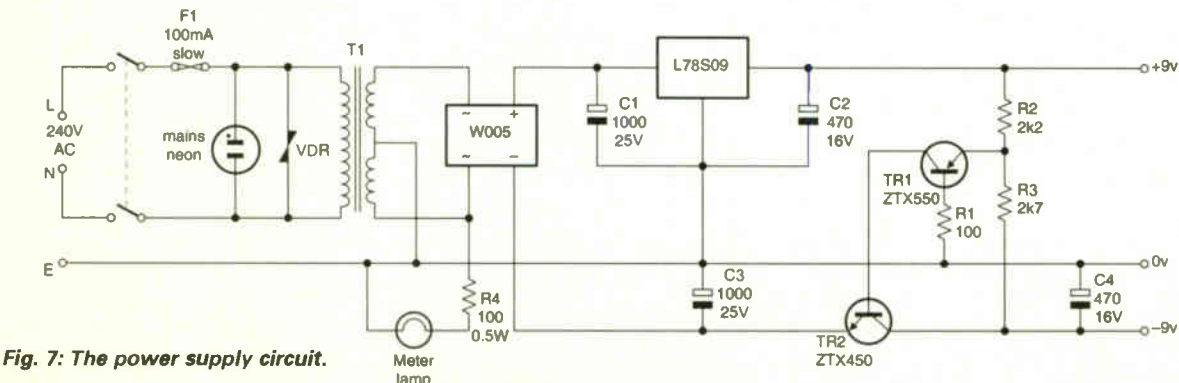 F1
100mA
slow
T1
L
240V
AC
N
mains
neon
VDR
~ +
W005
~ −
C1
1000
25V
L78S09
C2
470
16V
+9v
R2
2k2
TR1
ZTX550
R1
100
R3
2k7
E
0v
R4
100
0.5W
C3
1000
25V
C4
470
16V
TR2
ZTX450
−9v
Meter
lamp
Fig. 7: The power supply circuit.